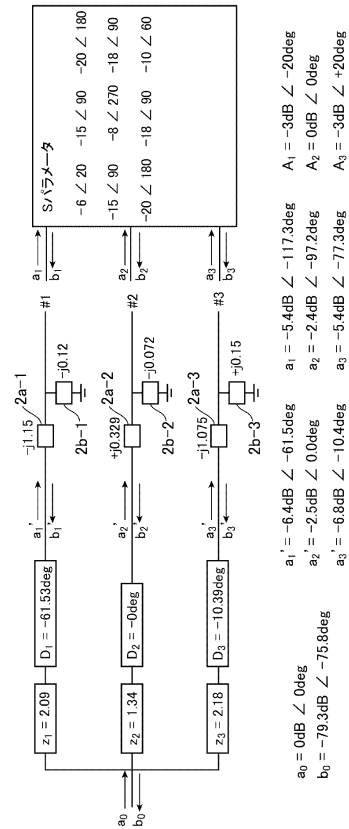 a₀
b₀
z₁ = 2.09
D₁ = −61.53deg
a₁'
b₁'
2a-1
−j1.15
−j0.12
2b-1
#1
a₁
b₁
z₂ = 1.34
D₂ = −0deg
a₂'
b₂'
2a-2
+j0.329
−j0.072
2b-2
#2
a₂
b₂
z₃ = 2.18
D₃ = −10.39deg
a₃'
b₃'
2a-3
−j1.075
+j0.15
2b-3
#3
a₃
b₃
Sパラメータ
−6 ∠ 20 −15 ∠ 90 −20 ∠ 180
−15 ∠ 90 −8 ∠ 270 −18 ∠ 90
−20 ∠ 180 −18 ∠ 90 −10 ∠ 60
a₀ = 0dB ∠ 0deg
b₀ = −79.3dB ∠ −75.8deg
a₁' = −6.4dB ∠ −61.5deg
a₂' = −2.5dB ∠ 0.0deg
a₃' = −6.8dB ∠ −10.4deg
a₁ = −5.4dB ∠ −117.3deg
a₂ = −2.4dB ∠ −97.2deg
a₃ = −5.4dB ∠ −77.3deg
A₁ = −3dB ∠ −20deg
A₂ = 0dB ∠ 0deg
A₃ = −3dB ∠ +20deg